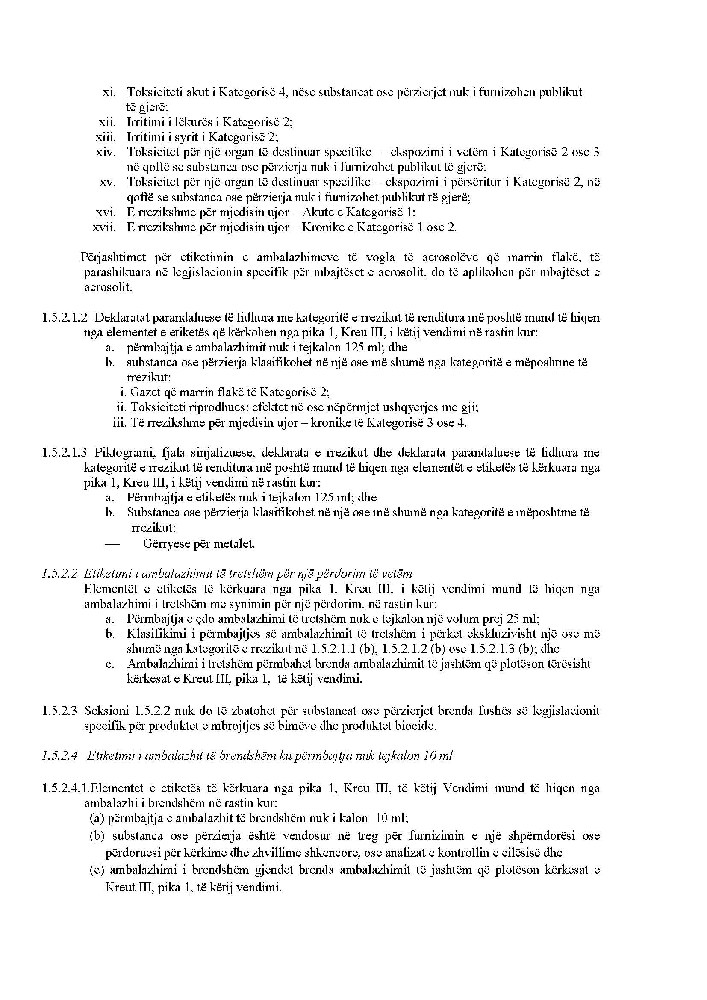 xi. Toksiciteti akut i Kategorisë 4, nëse substancat ose përzierjet nuk i furnizohen publikut
të gjerë;
xii. Irritimi i lëkurës i Kategorisë 2;
xiii. Irritimi i syrit i Kategorisë 2;
xiv. Toksicitet për një organ të destinuar specifike – ekspozimi i vetëm i Kategorisë 2 ose 3
në qoftë se substanca ose përzierja nuk i furnizohet publikut të gjerë;
xv. Toksicitet për një organ të destinuar specifike – ekspozimi i përsëritur i Kategorisë 2, në
qoftë se substanca ose përzierja nuk i furnizohet publikut të gjerë;
xvi. E rrezikshme për mjedisin ujor – Akute e Kategorisë 1;
xvii. E rrezikshme për mjedisin ujor – Kronike e Kategorisë 1 ose 2.
Përjashtimet për etiketimin e ambalazhimeve të vogla të aerosolëve që marrin flakë, të
parashikuara në legjislacionin specifik për mbajtëset e aerosolit, do të aplikohen për mbajtëset e
aerosolit.
1.5.2.1.2 Deklaratat parandaluese të lidhura me kategoritë e rrezikut të renditura më poshtë mund të hiqen
nga elementet e etiketës që kërkohen nga pika 1, Kreu III, i këtij vendimi në rastin kur:
a. përmbajtja e ambalazhimit nuk i tejkalon 125 ml; dhe
b. substanca ose përzierja klasifikohet në një ose më shumë nga kategoritë e mëposhtme të
rrezikut:
i. Gazet që marrin flakë të Kategorisë 2;
ii. Toksiciteti riprodhues: efektet në ose nëpërmjet ushqyerjes me gji;
iii. Të rrezikshme për mjedisin ujor – kronike të Kategorisë 3 ose 4.
1.5.2.1.3 Piktogrami, fjala sinjalizuese, deklarata e rrezikut dhe deklarata parandaluese të lidhura me
kategoritë e rrezikut të renditura më poshtë mund të hiqen nga elementët e etiketës të kërkuara nga
pika 1, Kreu III, i këtij vendimi në rastin kur:
a. Përmbajtja e etiketës nuk i tejkalon 125 ml; dhe
b. Substanca ose përzierja klasifikohet në një ose më shumë nga kategoritë e mëposhtme të
rrezikut:
— Gërryese për metalet.
1.5.2.2 Etiketimi i ambalazhimit të tretshëm për një përdorim të vetëm
Elementët e etiketës të kërkuara nga pika 1, Kreu III, i këtij vendimi mund të hiqen nga
ambalazhimi i tretshëm me synimin për një përdorim, në rastin kur:
a. Përmbajtja e çdo ambalazhimi të tretshëm nuk e tejkalon një volum prej 25 ml;
b. Klasifikimi i përmbajtjes së ambalazhimit të tretshëm i përket ekskluzivisht një ose më
shumë nga kategoritë e rrezikut në 1.5.2.1.1 (b), 1.5.2.1.2 (b) ose 1.5.2.1.3 (b); dhe
c. Ambalazhimi i tretshëm përmbahet brenda ambalazhimit të jashtëm që plotëson tërësisht
kërkesat e Kreut III, pika 1, të këtij vendimi.
1.5.2.3 Seksioni 1.5.2.2 nuk do të zbatohet për substancat ose përzierjet brenda fushës së legjislacionit
specifik për produktet e mbrojtjes së bimëve dhe produktet biocide.
1.5.2.4 Etiketimi i ambalazhit të brendshëm ku përmbajtja nuk tejkalon 10 ml
1.5.2.4.1.Elementet e etiketës të kërkuara nga pika 1, Kreu III, të këtij Vendimi mund të hiqen nga
ambalazhi i brendshëm në rastin kur:
(a) përmbajtja e ambalazhit të brendshëm nuk i kalon 10 ml;
(b) substanca ose përzierja është vendosur në treg për furnizimin e një shpërndorësi ose
përdoruesi për kërkime dhe zhvillime shkencore, ose analizat e kontrollin e cilësisë dhe
(c) ambalazhimi i brendshëm gjendet brenda ambalazhimit të jashtëm që plotëson kërkesat e
Kreut III, pika 1, të këtij vendimi.